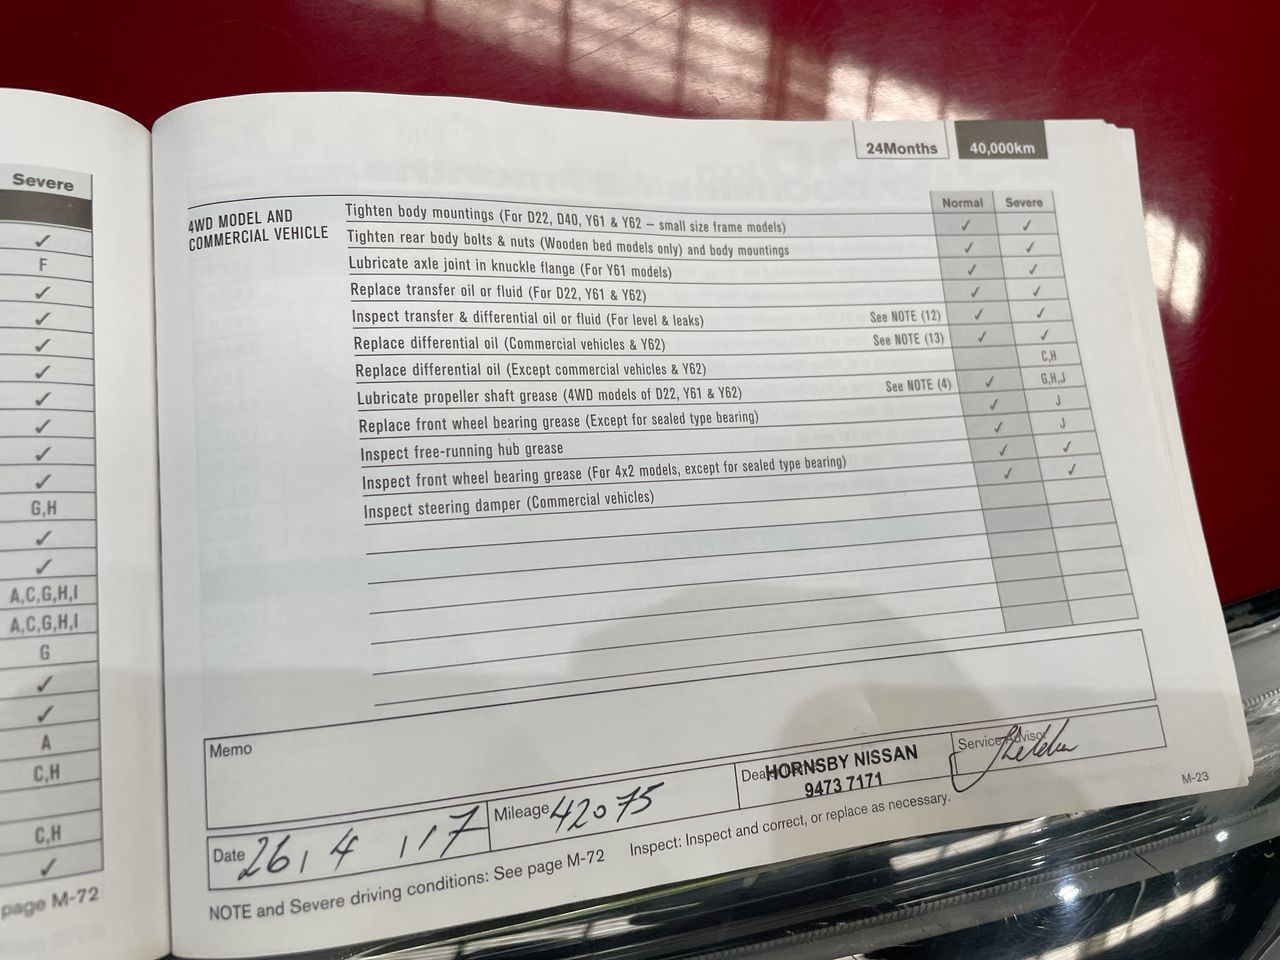 Severe
✓
F
✓
✓
✓
✓
✓
✓
✓
✓
G,H
✓
✓
A,C,G,H,I
A,C,G,H,I
G
✓
✓
A
C,H
C,H
✓
page M-72
24Months 40,000km
Normal Severe
4WD MODEL AND
COMMERCIAL VEHICLE
Tighten body mountings (For D22, D40, Y61 & Y62 – small size frame models) ✓ ✓
Tighten rear body bolts & nuts (Wooden bed models only) and body mountings ✓ ✓
Lubricate axle joint in knuckle flange (For Y61 models) ✓ ✓
Replace transfer oil or fluid (For D22, Y61 & Y62) ✓ ✓
Inspect transfer & differential oil or fluid (For level & leaks) See NOTE (12) ✓ ✓
Replace differential oil (Commercial vehicles & Y62) See NOTE (13) ✓ ✓
Replace differential oil (Except commercial vehicles & Y62) C,H
Lubricate propeller shaft grease (4WD models of D22, Y61 & Y62) See NOTE (4) ✓ G,H,J
Replace front wheel bearing grease (Except for sealed type bearing) ✓ J
Inspect free-running hub grease ✓ J
Inspect front wheel bearing grease (For 4x2 models, except for sealed type bearing) ✓ ✓
Inspect steering damper (Commercial vehicles) ✓ ✓
Memo
Date 26 / 4 / 17 Mileage 42075 HORNSBY NISSAN Service Advisor
9473 7171
NOTE and Severe driving conditions: See page M-72 Inspect: Inspect and correct, or replace as necessary.
M-23